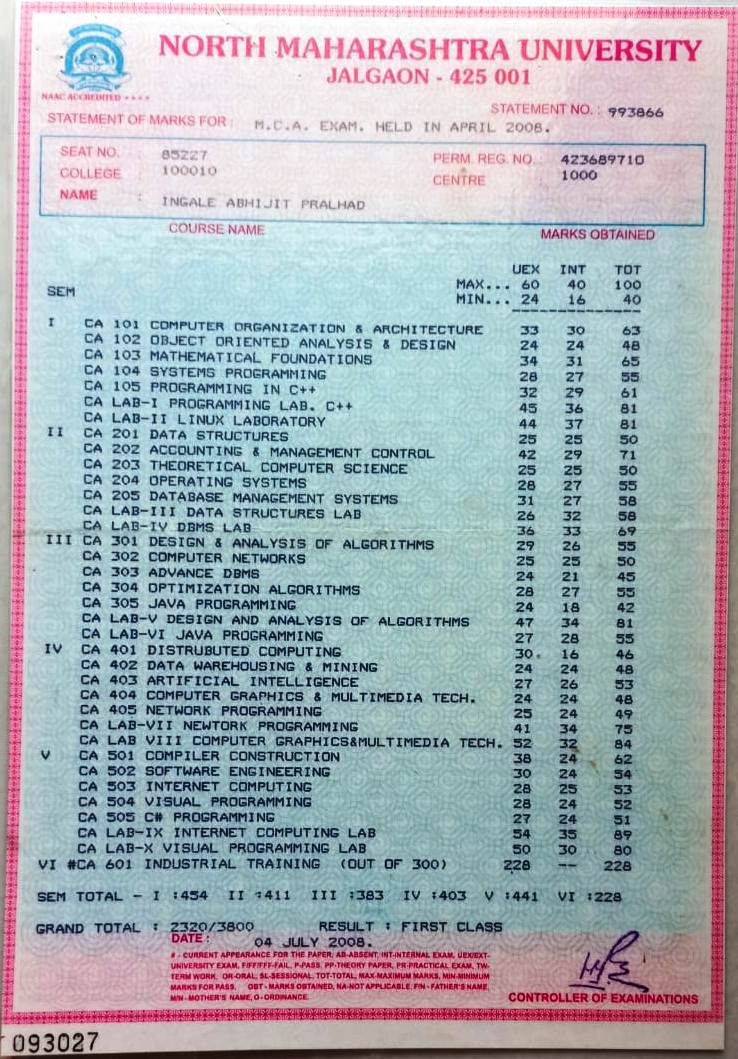 NORTH MAHARASHTRA UNIVERSITY
JALGAON - 425 001
NAAC ACCREDITED ★★★★
STATEMENT NO. : 993866
STATEMENT OF MARKS FOR : M.C.A. EXAM. HELD IN APRIL 2008.
SEAT NO. : 85227 PERM. REG. NO. 423689710
COLLEGE 100010 CENTRE 1000
NAME : INGALE ABHIJIT PRALHAD
COURSE NAME MARKS OBTAINED
UEX INT TOT
MAX... 60 40 100
SEM MIN... 24 16 40
I CA 101 COMPUTER ORGANIZATION & ARCHITECTURE 33 30 63
CA 102 OBJECT ORIENTED ANALYSIS & DESIGN 24 24 48
CA 103 MATHEMATICAL FOUNDATIONS 34 31 65
CA 104 SYSTEMS PROGRAMMING 28 27 55
CA 105 PROGRAMMING IN C++ 32 29 61
CA LAB-I PROGRAMMING LAB. C++ 45 36 81
CA LAB-II LINUX LABORATORY 44 37 81
II CA 201 DATA STRUCTURES 25 25 50
CA 202 ACCOUNTING & MANAGEMENT CONTROL 42 29 71
CA 203 THEORETICAL COMPUTER SCIENCE 25 25 50
CA 204 OPERATING SYSTEMS 28 27 55
CA 205 DATABASE MANAGEMENT SYSTEMS 31 27 58
CA LAB-III DATA STRUCTURES LAB 26 32 58
CA LAB-IV DBMS LAB 36 33 69
III CA 301 DESIGN & ANALYSIS OF ALGORITHMS 29 26 55
CA 302 COMPUTER NETWORKS 25 25 50
CA 303 ADVANCE DBMS 24 21 45
CA 304 OPTIMIZATION ALGORITHMS 28 27 55
CA 305 JAVA PROGRAMMING 24 18 42
CA LAB-V DESIGN AND ANALYSIS OF ALGORITHMS 47 34 81
CA LAB-VI JAVA PROGRAMMING 27 28 55
IV CA 401 DISTRUBUTED COMPUTING 30 16 46
CA 402 DATA WAREHOUSING & MINING 24 24 48
CA 403 ARTIFICIAL INTELLIGENCE 27 26 53
CA 404 COMPUTER GRAPHICS & MULTIMEDIA TECH. 24 24 48
CA 405 NETWORK PROGRAMMING 25 24 49
CA LAB-VII NEWTORK PROGRAMMING 41 34 75
CA LAB VIII COMPUTER GRAPHICS&MULTIMEDIA TECH. 52 32 84
V CA 501 COMPILER CONSTRUCTION 38 24 62
CA 502 SOFTWARE ENGINEERING 30 24 54
CA 503 INTERNET COMPUTING 28 25 53
CA 504 VISUAL PROGRAMMING 28 24 52
CA 505 C# PROGRAMMING 27 24 51
CA LAB-IX INTERNET COMPUTING LAB 54 35 89
CA LAB-X VISUAL PROGRAMMING LAB 50 30 80
VI #CA 601 INDUSTRIAL TRAINING (OUT OF 300) 228 -- 228
SEM TOTAL - I :454 II :411 III :383 IV :403 V :441 VI :228
GRAND TOTAL : 2320/3800 RESULT : FIRST CLASS
DATE : 04 JULY 2008.
# - CURRENT APPEARANCE FOR THE PAPER, AB-ABSENT, INT-INTERNAL EXAM, UEX/EXT-
UNIVERSITY EXAM, F/F/FFF-FAIL, P-PASS, PP-THEORY PAPER, PR-PRACTICAL EXAM, TW-
TERM WORK, OR-ORAL, SL-SESSIONAL, TOT-TOTAL, MAX-MAXIMUM MARKS, MIN-MINIMUM
MARKS FOR PASS. OBT - MARKS OBTAINED, NA-NOT APPLICABLE, F/N - FATHER'S NAME,
M/N - MOTHER'S NAME, O-ORDINANCE.
CONTROLLER OF EXAMINATIONS
093027